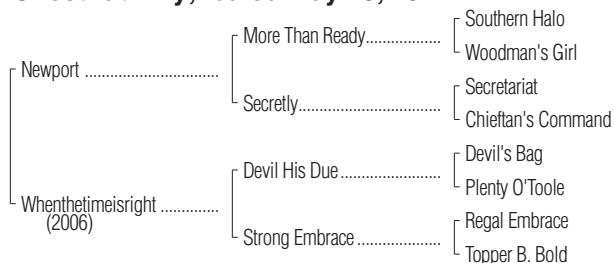 More Than Ready
Southern Halo
Woodman's Girl
Newport
Secretly
Secretariat
Chieftan's Command
Devil His Due
Devil's Bag
Plenty O'Toole
Whenthetimeisright
(2006)
Strong Embrace
Regal Embrace
Topper B. Bold